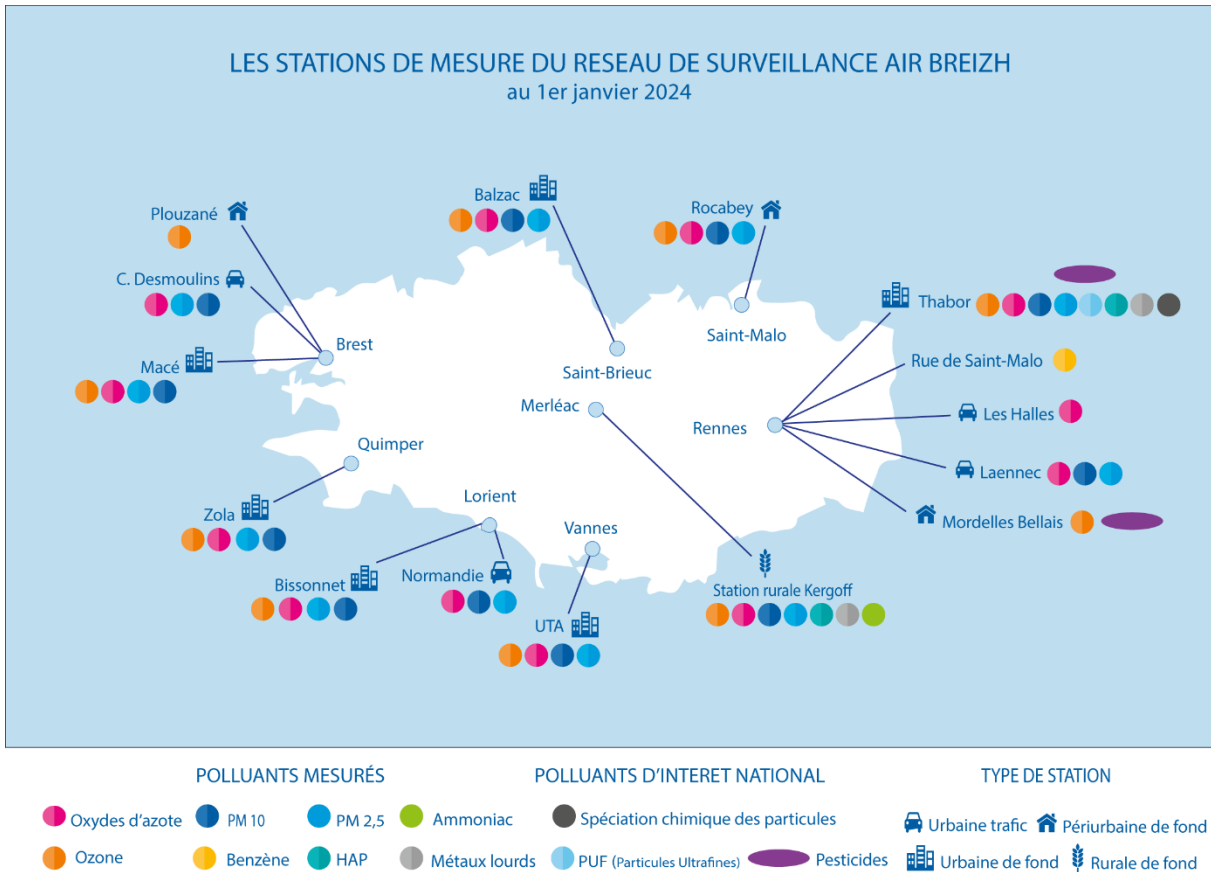 LES STATIONS DE MESURE DU RESEAU DE SURVEILLANCE AIR BREIZH
au 1er janvier 2024
Balzac
Rocabey
Plouzané
C. Desmoulins
Thabor
Saint-Malo
Brest
Macé
Saint-Brieuc
Rue de Saint-Malo
Merléac
Les Halles
Rennes
Quimper
Laennec
Lorient
Zola
Vannes
Mordelles Bellais
Bissonnet
Normandie
Station rurale Kergoff
UTA
POLLUANTS MESURÉS
POLLUANTS D'INTERET NATIONAL
TYPE DE STATION
Oxydes d'azote
PM 10
PM 2,5
Ammoniac
Spéciation chimique des particules
Urbaine trafic
Périurbaine de fond
Ozone
Benzène
HAP
Métaux lourds
PUF (Particules Ultrafines)
Pesticides
Urbaine de fond
Rurale de fond